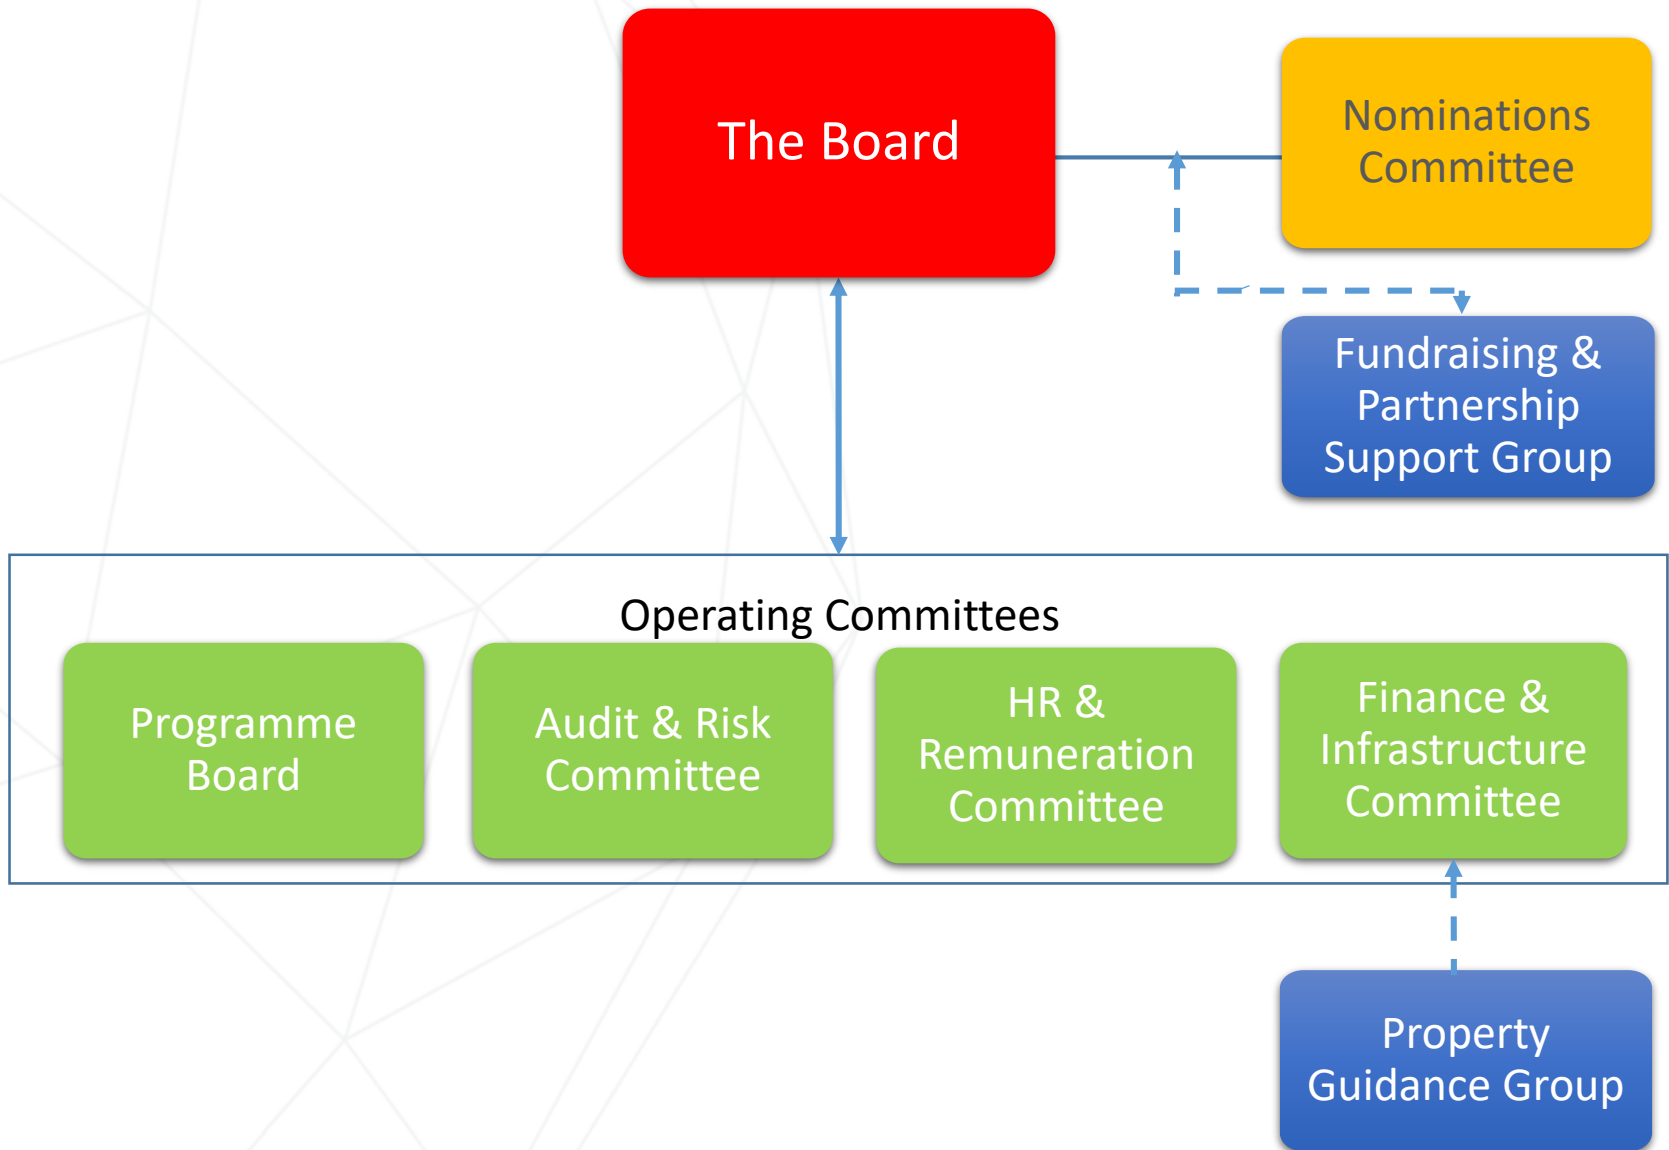 The Board
Nominations
Committee
Fundraising &
Partnership
Support Group
Operating Committees
Programme
Board
Audit & Risk
Committee
HR &
Remuneration
Committee
Finance &
Infrastructure
Committee
Property
Guidance Group